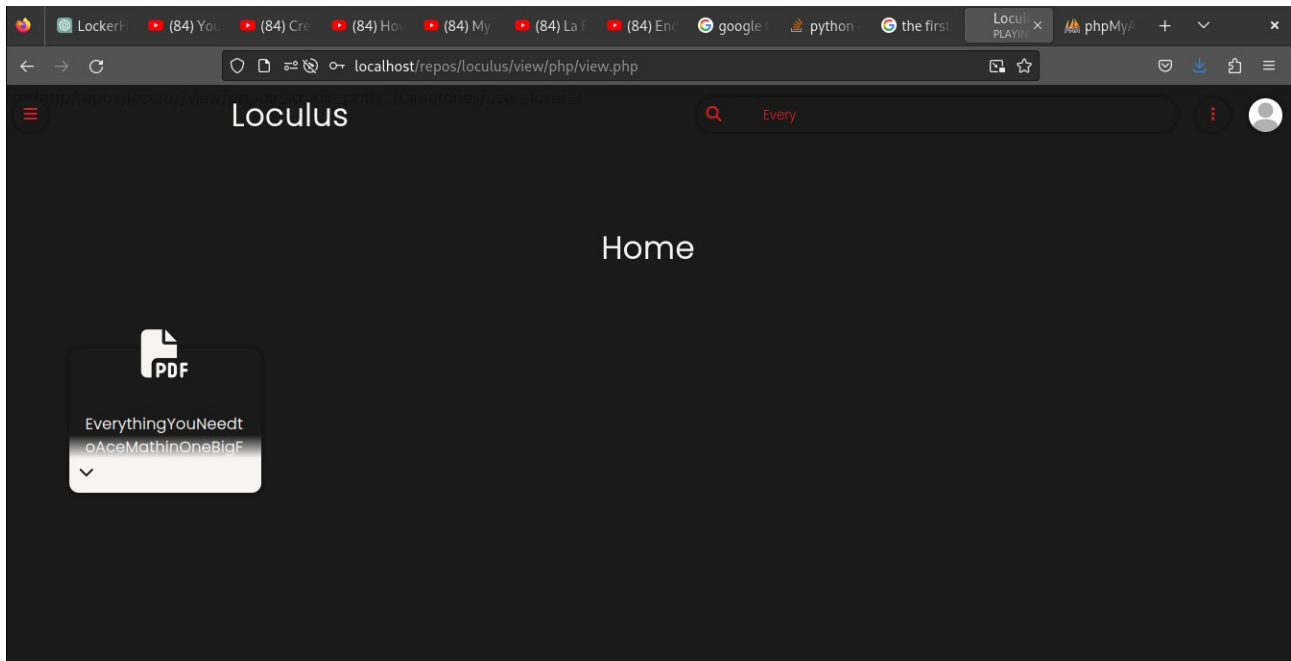 LockerH
(84) You
(84) Cre
(84) Hov
(84) My
(84) La F
(84) Enc
google
python
the first
Locul
PLAYIN
phpMyA
localhost/repos/loculus/view/php/view.php
Loculus
Every
Home
PDF
EverythingYouNeedt
oAceMathinOneBigF